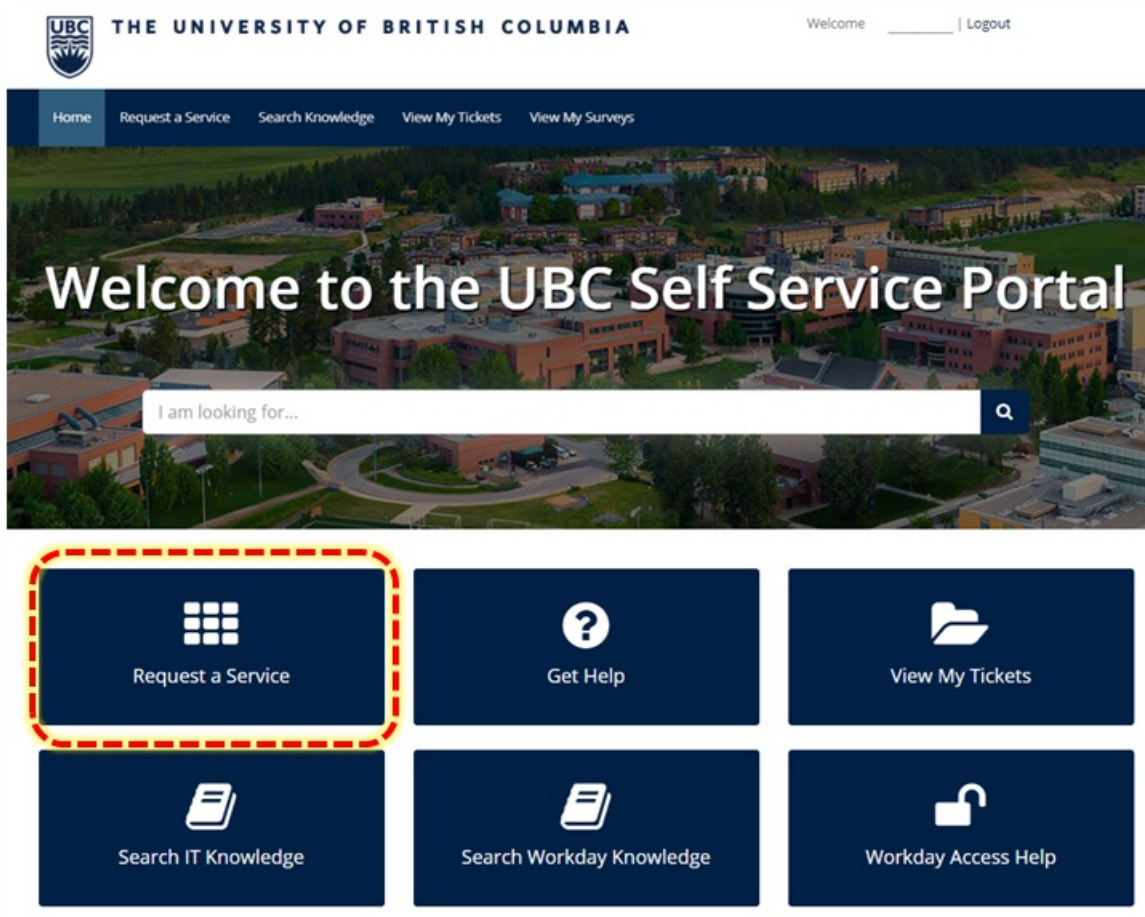 UBC
THE UNIVERSITY OF BRITISH COLUMBIA
Welcome ________ | Logout
Home Request a Service Search Knowledge View My Tickets View My Surveys
Welcome to the UBC Self Service Portal
I am looking for...
Request a Service
Get Help
View My Tickets
Search IT Knowledge
Search Workday Knowledge
Workday Access Help